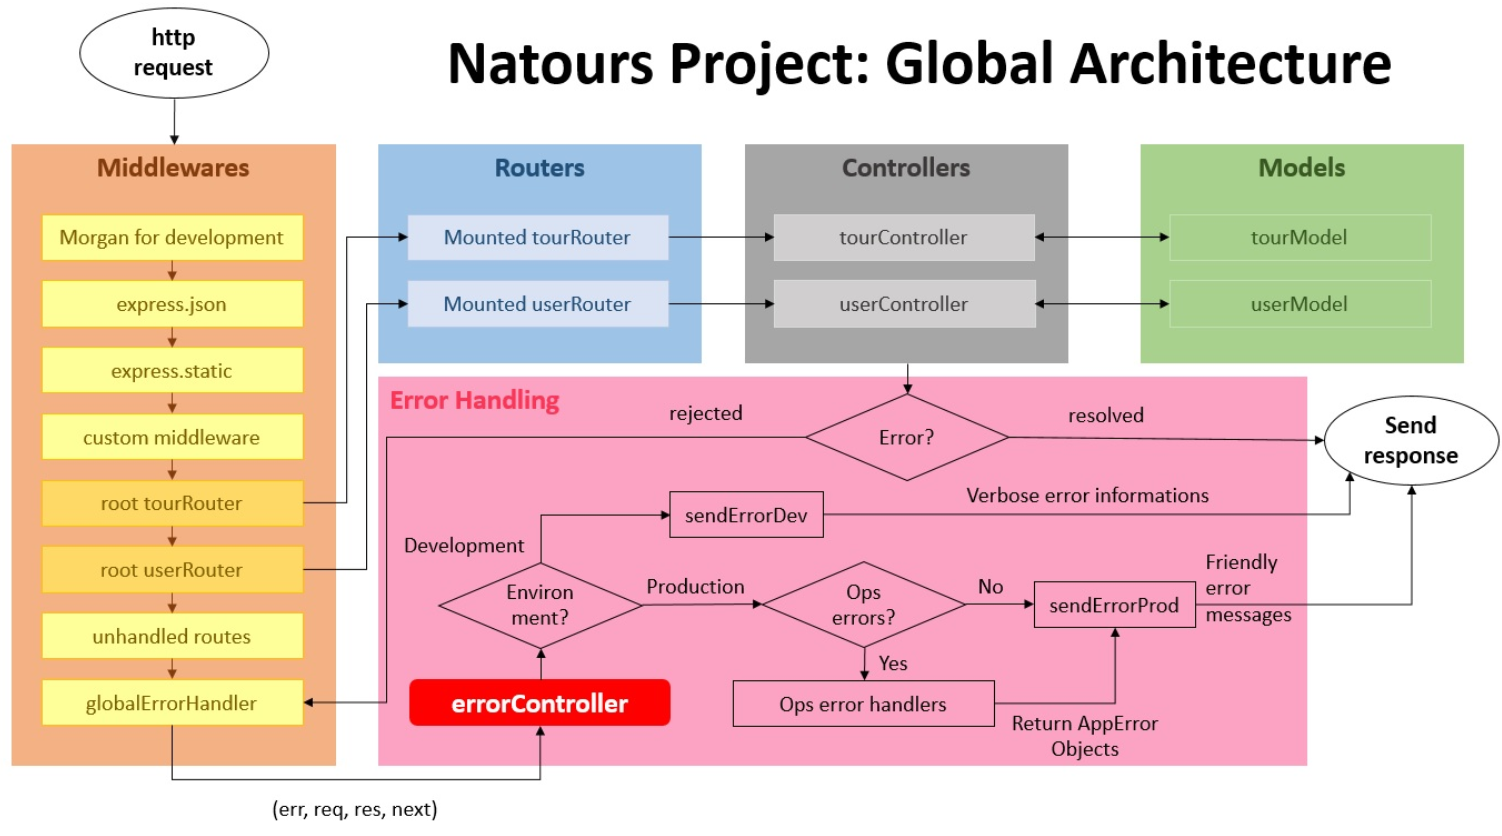 http
request
Natours Project: Global Architecture
Middlewares
Morgan for development
express.json
express.static
custom middleware
root tourRouter
root userRouter
unhandled routes
globalErrorHandler
(err, req, res, next)
Routers
Mounted tourRouter
Mounted userRouter
Controllers
tourController
userController
Models
tourModel
userModel
Error Handling
rejected
Error?
resolved
Send
response
sendErrorDev
Verbose error informations
Development
Environ
ment?
Production
Ops
errors?
No
sendErrorProd
Friendly
error
messages
Yes
errorController
Ops error handlers
Return AppError
Objects